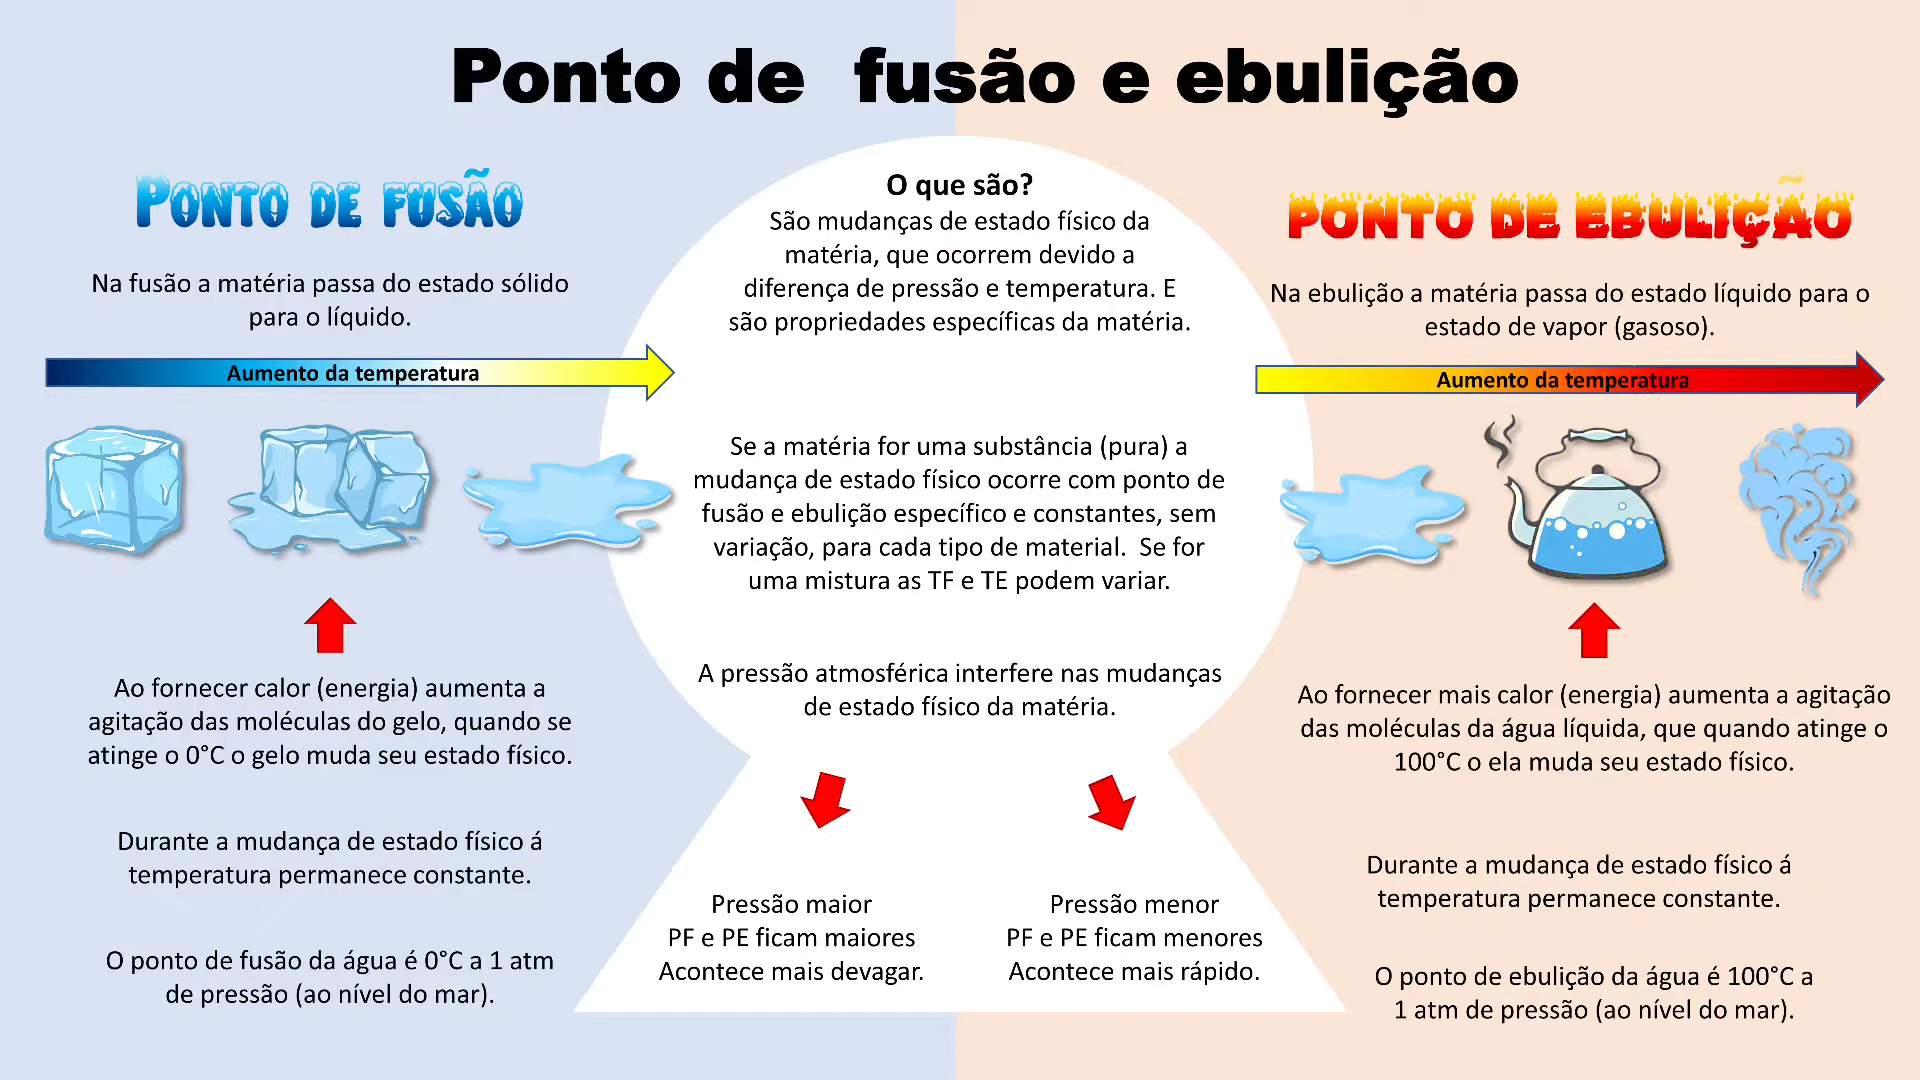 Ponto de  fusão e ebulição
PONTO DE FUSÃO
Na fusão a matéria passa do estado sólido
para o líquido.
Aumento da temperatura
Ao fornecer calor (energia) aumenta a
agitação das moléculas do gelo, quando se
atinge o 0°C o gelo muda seu estado físico.
Durante a mudança de estado físico á
temperatura permanece constante.
O ponto de fusão da água é 0°C a 1 atm
de pressão (ao nível do mar).
O que são?
São mudanças de estado físico da
matéria, que ocorrem devido a
diferença de pressão e temperatura. E
são propriedades específicas da matéria.
Se a matéria for uma substância (pura) a
mudança de estado físico ocorre com ponto de
fusão e ebulição específico e constantes, sem
variação, para cada tipo de material.  Se for
uma mistura as TF e TE podem variar.
A pressão atmosférica interfere nas mudanças
de estado físico da matéria.
Pressão maior
PF e PE ficam maiores
Acontece mais devagar.
Pressão menor
PF e PE ficam menores
Acontece mais rápido.
PONTO DE EBULIÇÃO
Na ebulição a matéria passa do estado líquido para o
estado de vapor (gasoso).
Aumento da temperatura
Ao fornecer mais calor (energia) aumenta a agitação
das moléculas da água líquida, que quando atinge o
100°C o ela muda seu estado físico.
Durante a mudança de estado físico á
temperatura permanece constante.
O ponto de ebulição da água é 100°C a
1 atm de pressão (ao nível do mar).